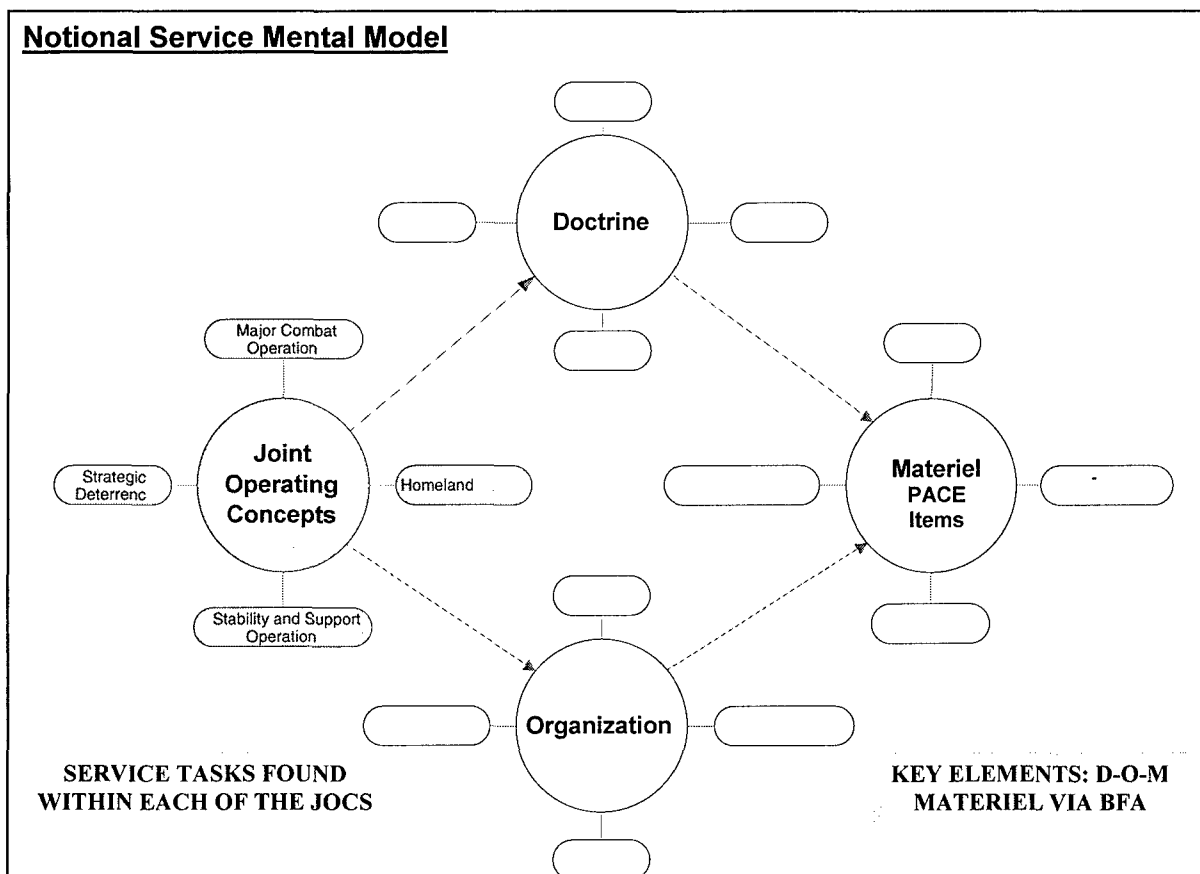 Notional Service Mental Model
Doctrine
Major Combat
Operation
Joint
Operating
Concepts
Strategic
Deterrenc
Homeland
Stability and Support
Operation
Materiel
PACE
Items
Organization
SERVICE TASKS FOUND
WITHIN EACH OF THE JOCS
KEY ELEMENTS: D-O-M
MATERIEL VIA BFA